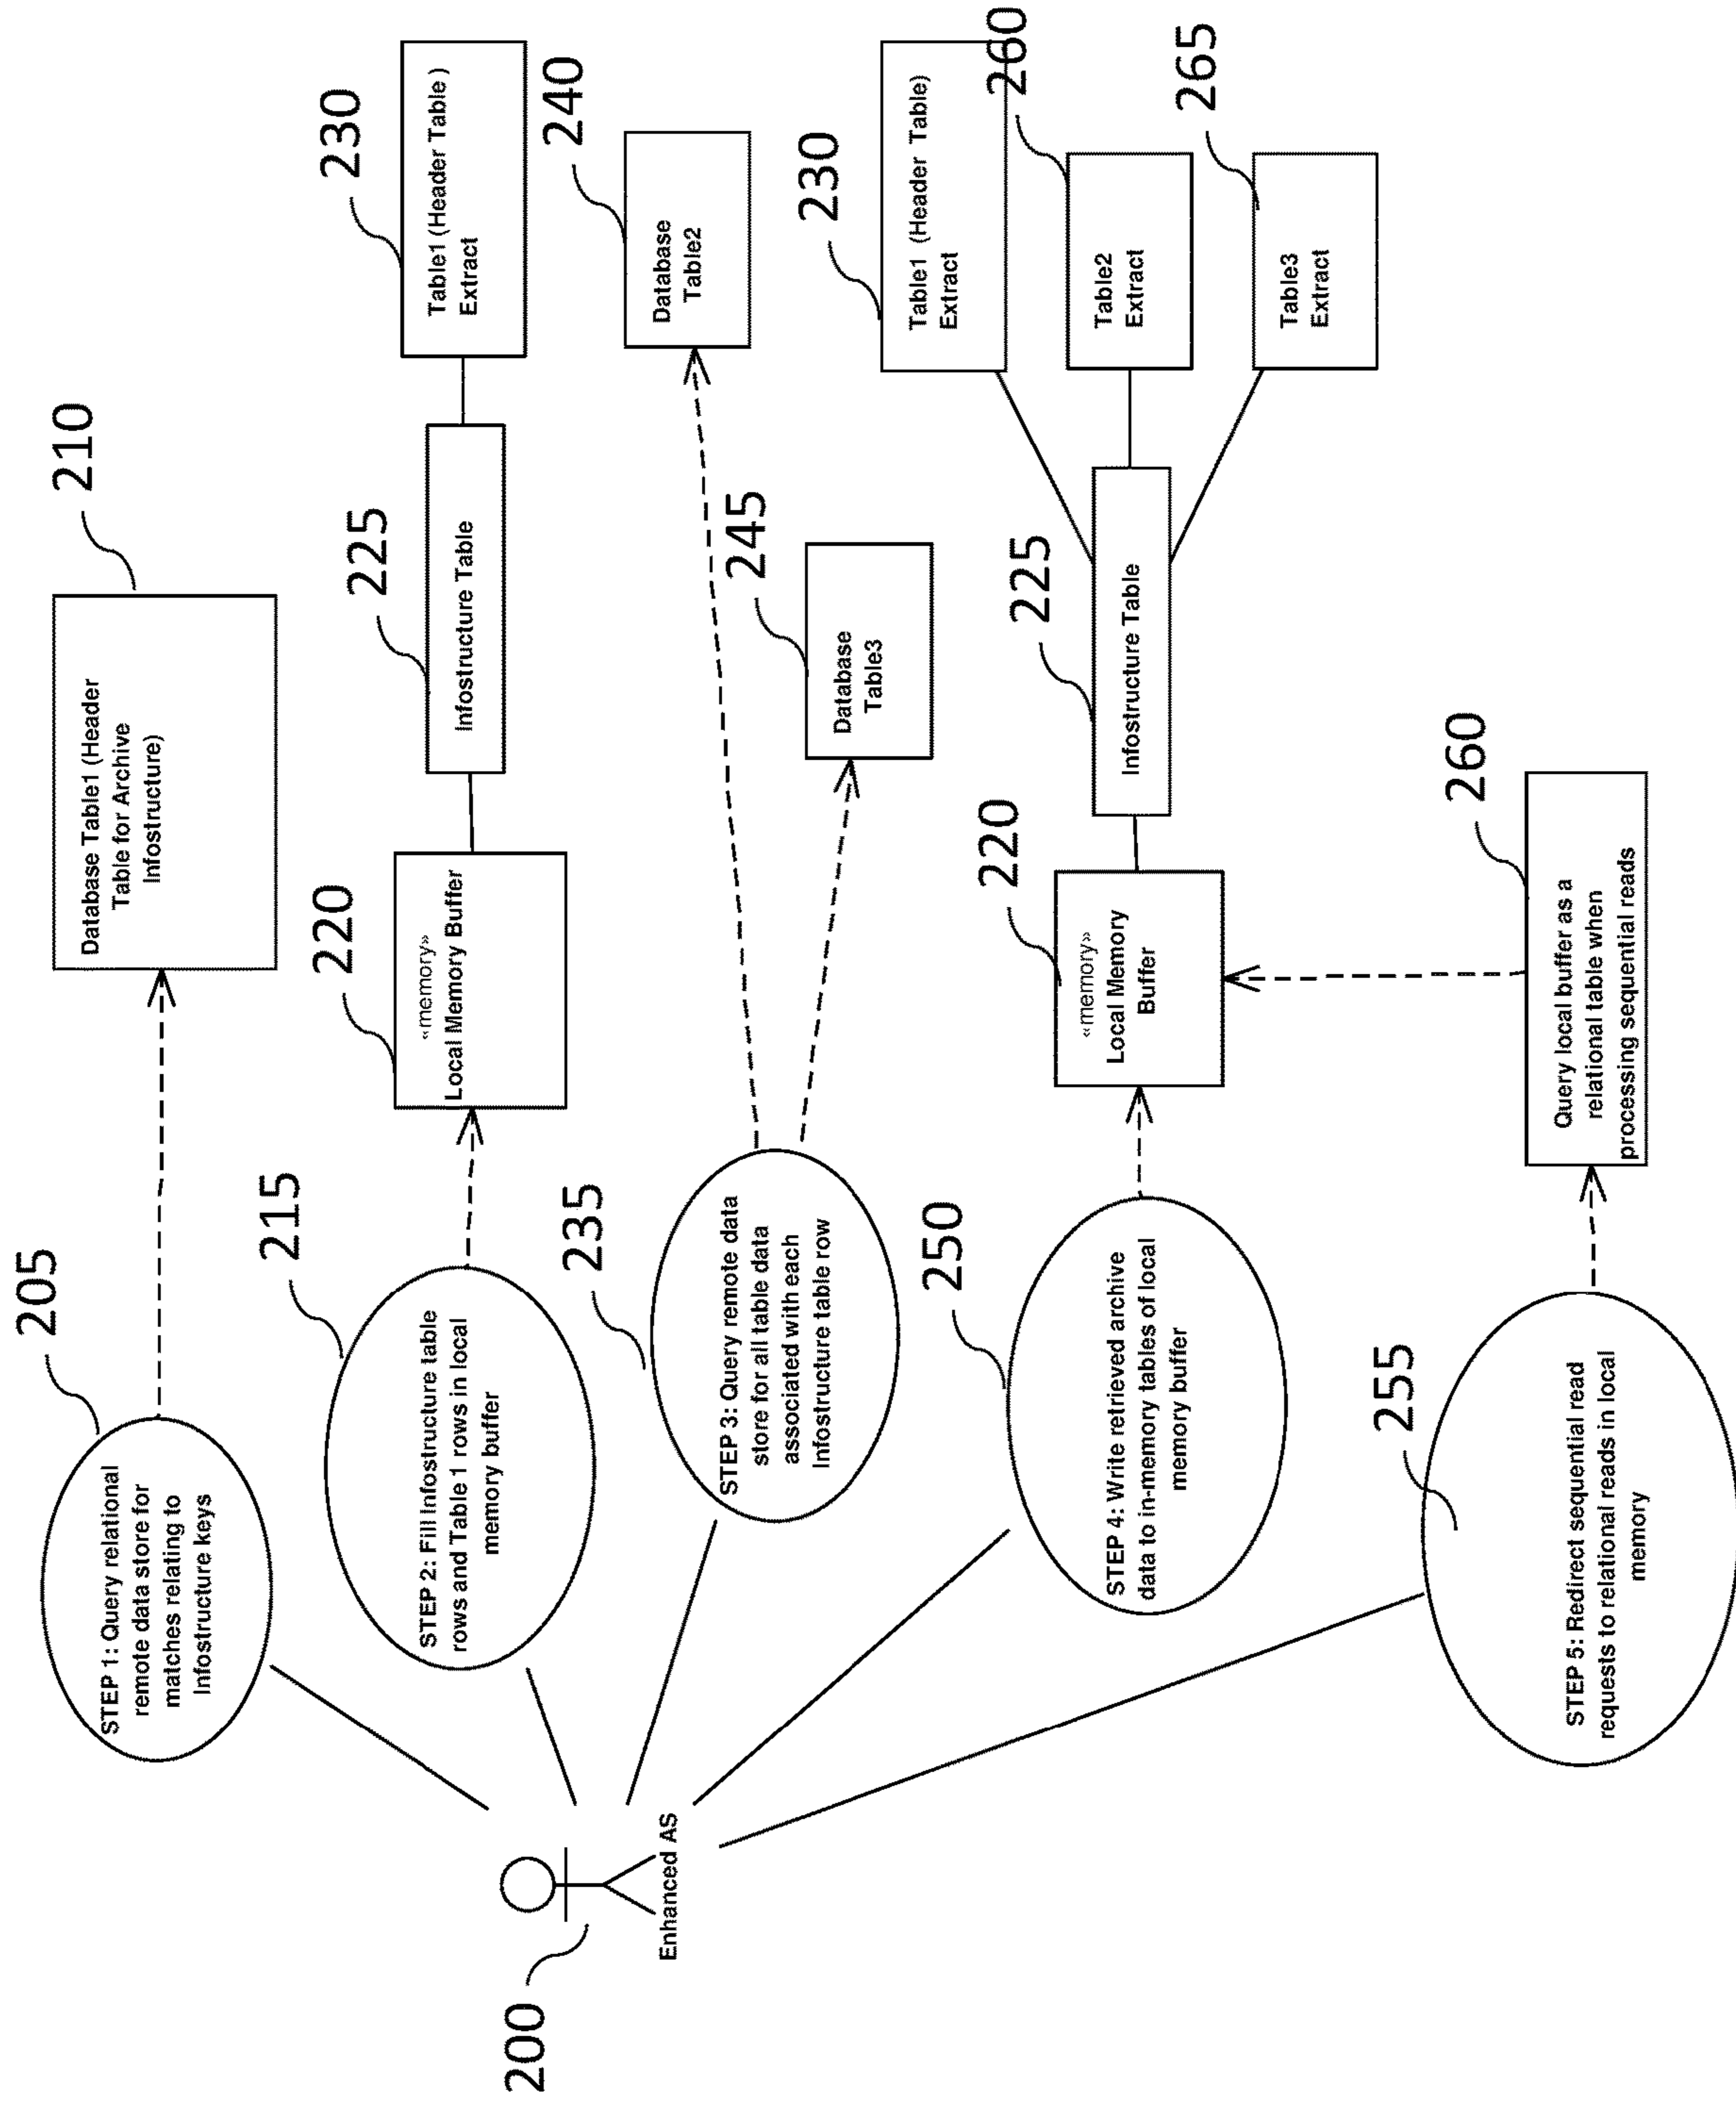 205
STEP 1: Query relational
remote data store for
matches relating to
Infostructure keys
210
Database Table1 (Header
Table for Archive
Infostructure)
215
STEP 2: Fill Infostructure table
rows and Table 1 rows in local
memory buffer
220
«memory»
Local Memory Buffer
225
Infostructure Table
230
Table1 (Header Table )
Extract
200
Enhanced AS
235
STEP 3: Query remote data
store for all table data
associated with each
Infostructure table row
240
Database
Table2
245
Database
Table3
250
STEP 4: Write retrieved archive
data to in-memory tables of local
memory buffer
220
«memory»
Local Memory
Buffer
225
Infostructure Table
230
Table1 (Header Table)
Extract
260
Table2
Extract
265
Table3
Extract
255
STEP 5: Redirect sequential read
requests to relational reads in local
memory
260
Query local buffer as a
relational table when
processing sequential reads